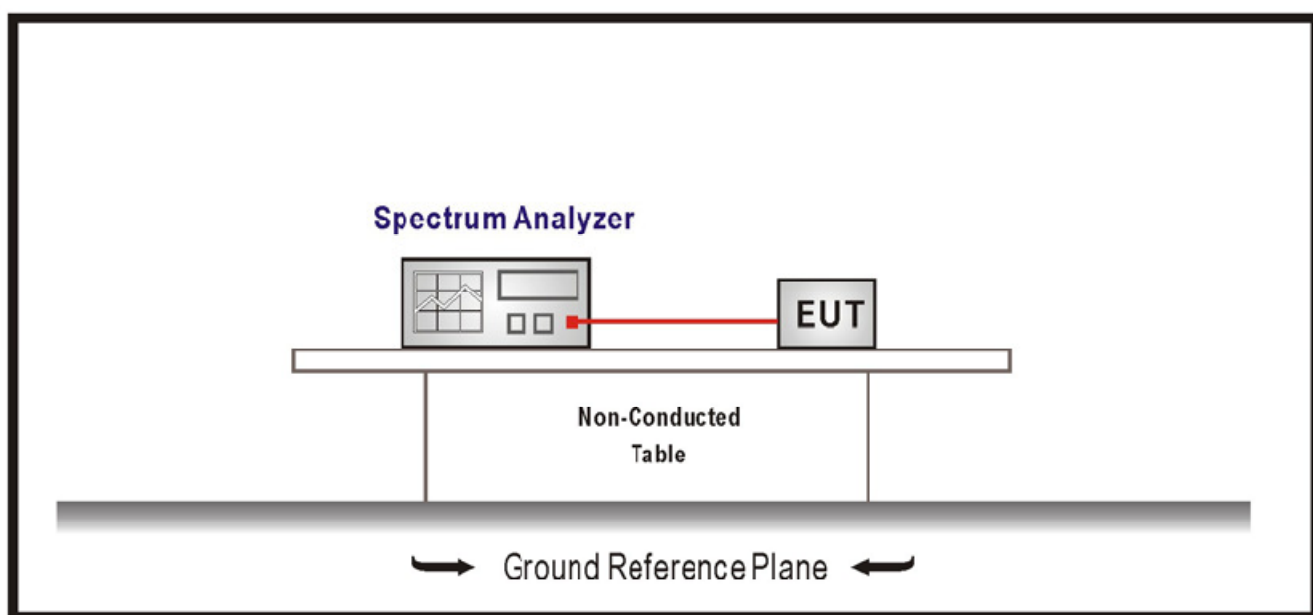 Spectrum Analyzer
EUT
Non-Conducted
Table
Ground Reference Plane